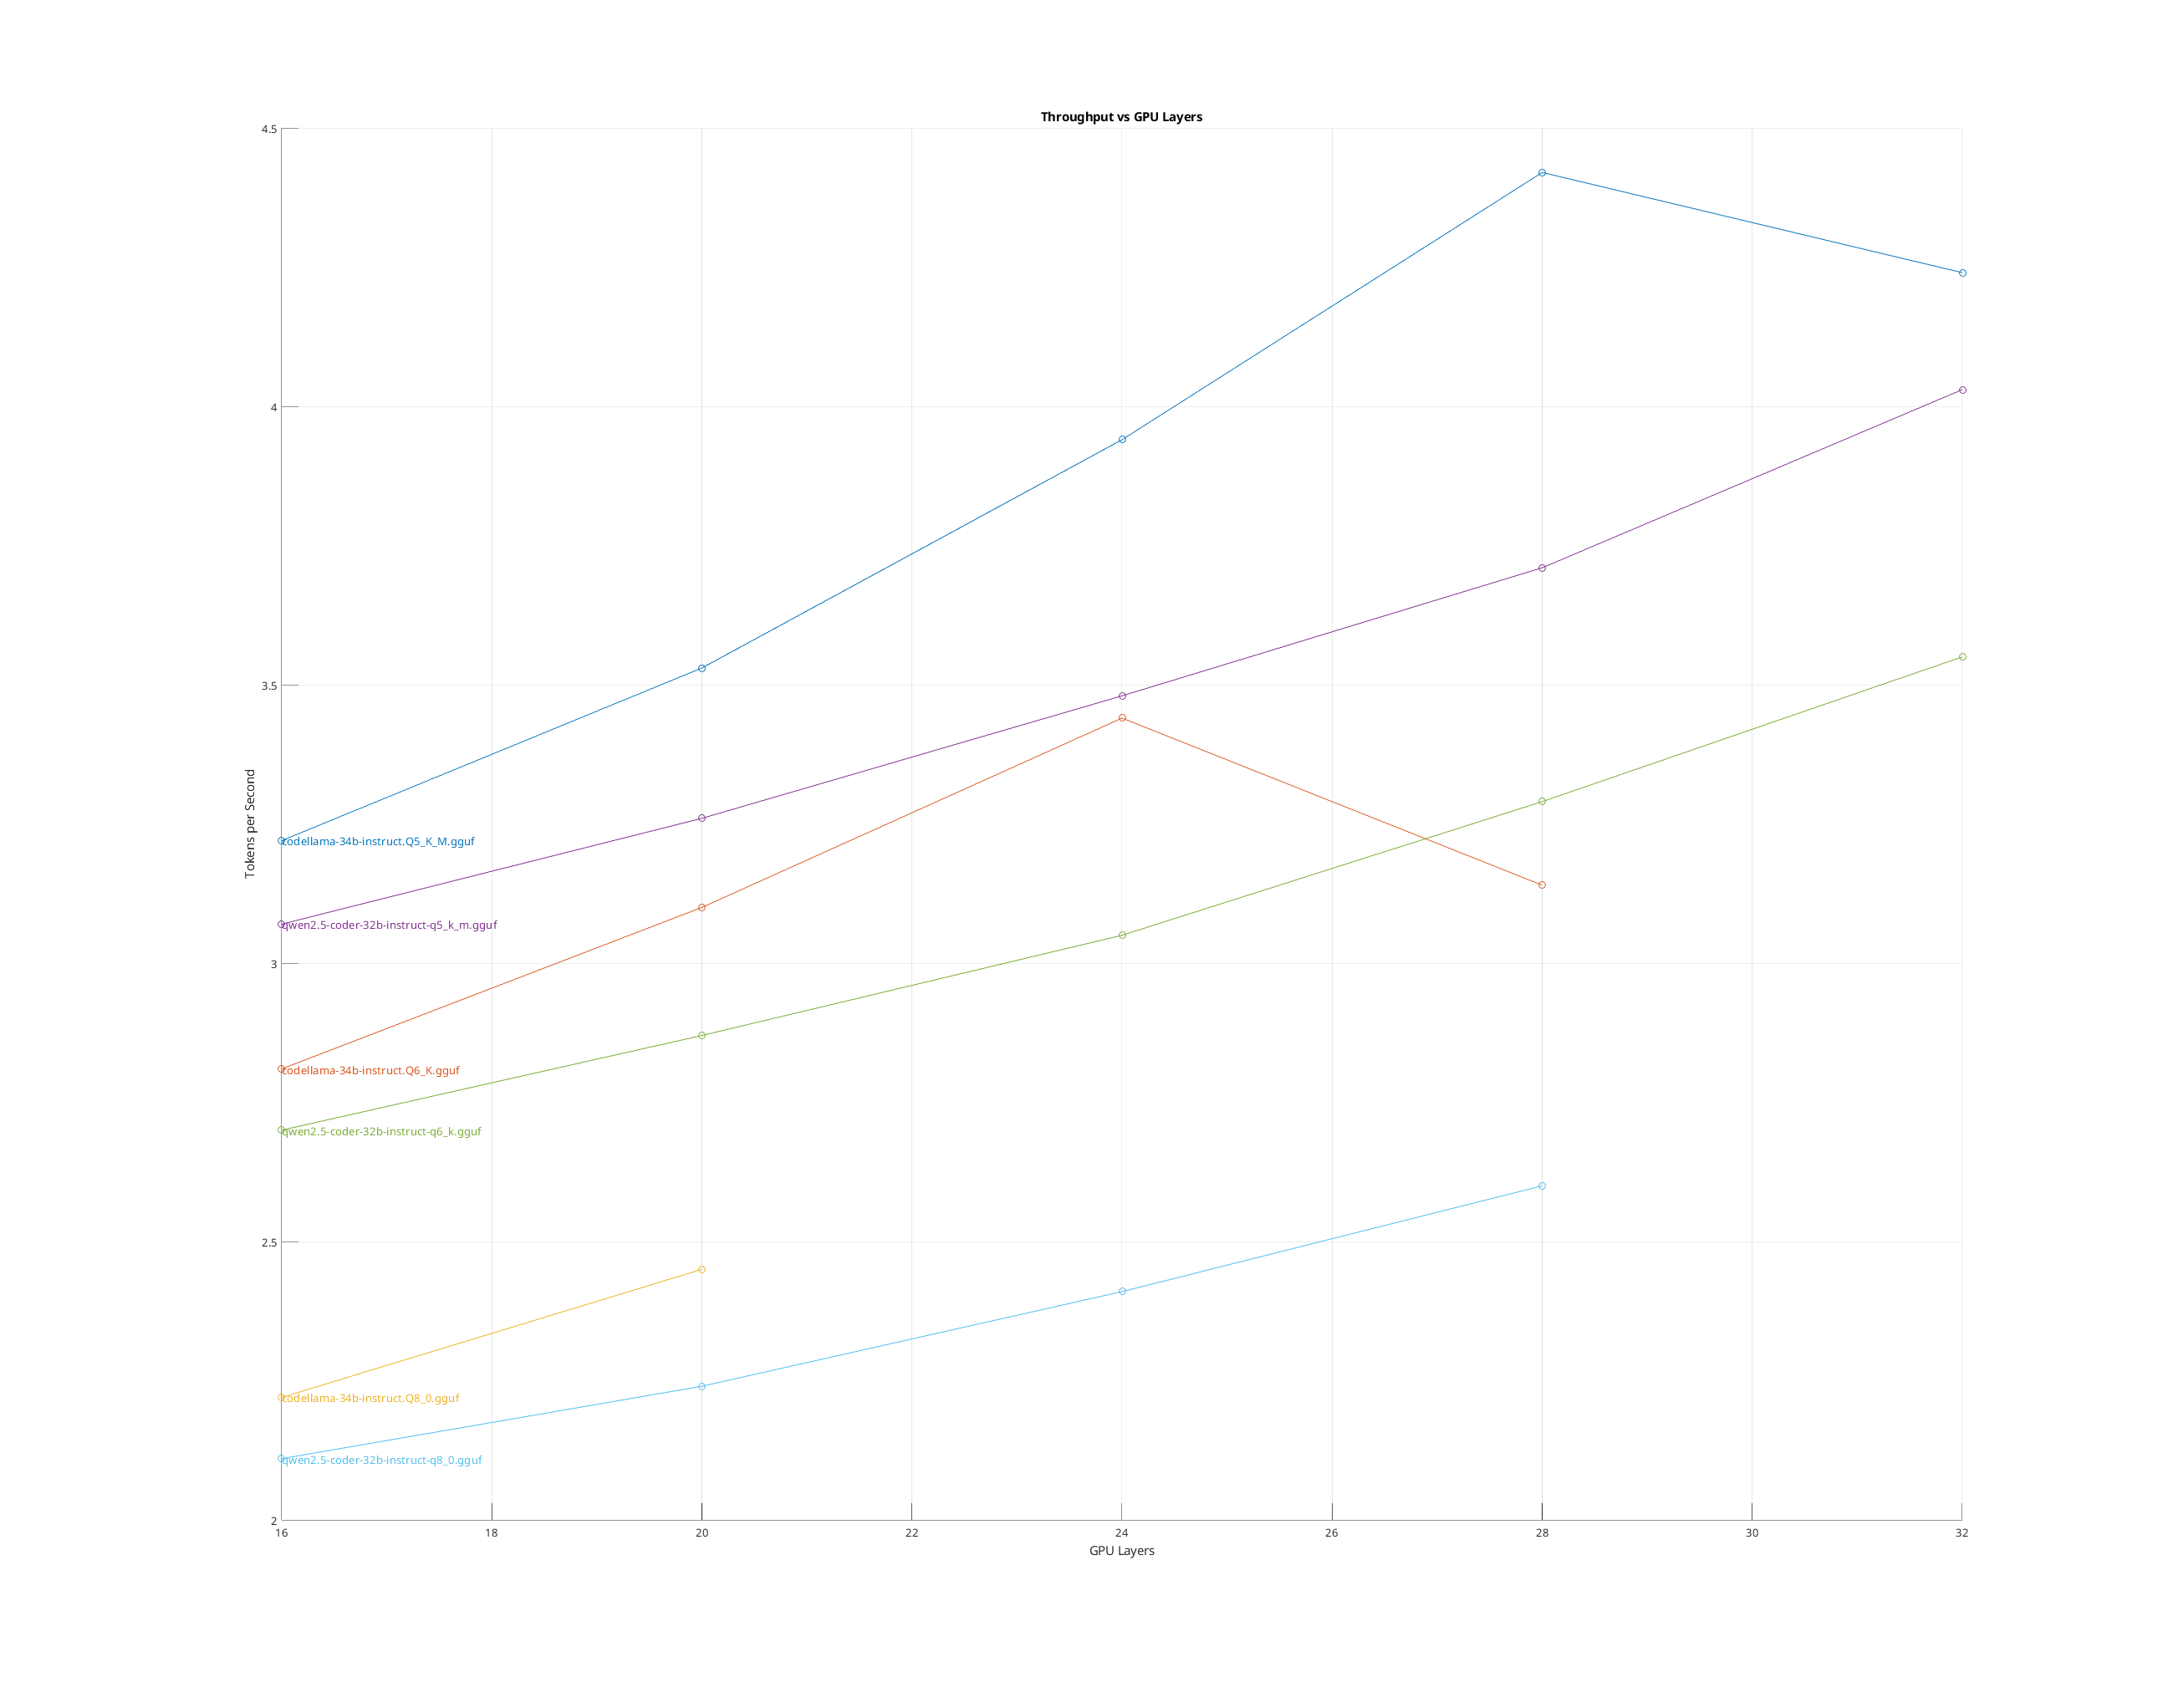 Throughput vs GPU Layers
4.5
4
3.5
3
2.5
2
Tokens per Second
codellama-34b-instruct.Q5_K_M.gguf
qwen2.5-coder-32b-instruct-q5_k_m.gguf
codellama-34b-instruct.Q6_K.gguf
qwen2.5-coder-32b-instruct-q6_k.gguf
codellama-34b-instruct.Q8_0.gguf
qwen2.5-coder-32b-instruct-q8_0.gguf
16 18 20 22 24 26 28 30 32
GPU Layers